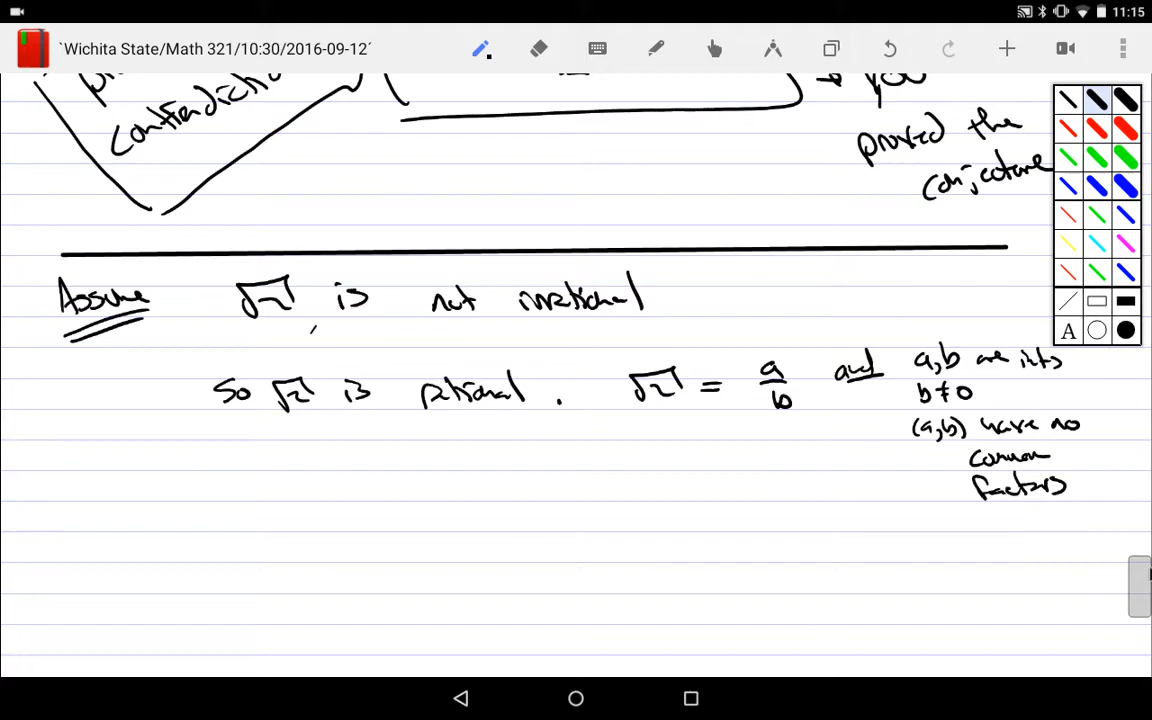 11:15
`Wichita State/Math 321/10:30/2016-09-12´
contradiction
you
proved the
conjecture
Assume √2 is not irrational
So √2 is rational. √2 = a/b and a,b are ints
b≠0
(a,b) have no
common
factors
A